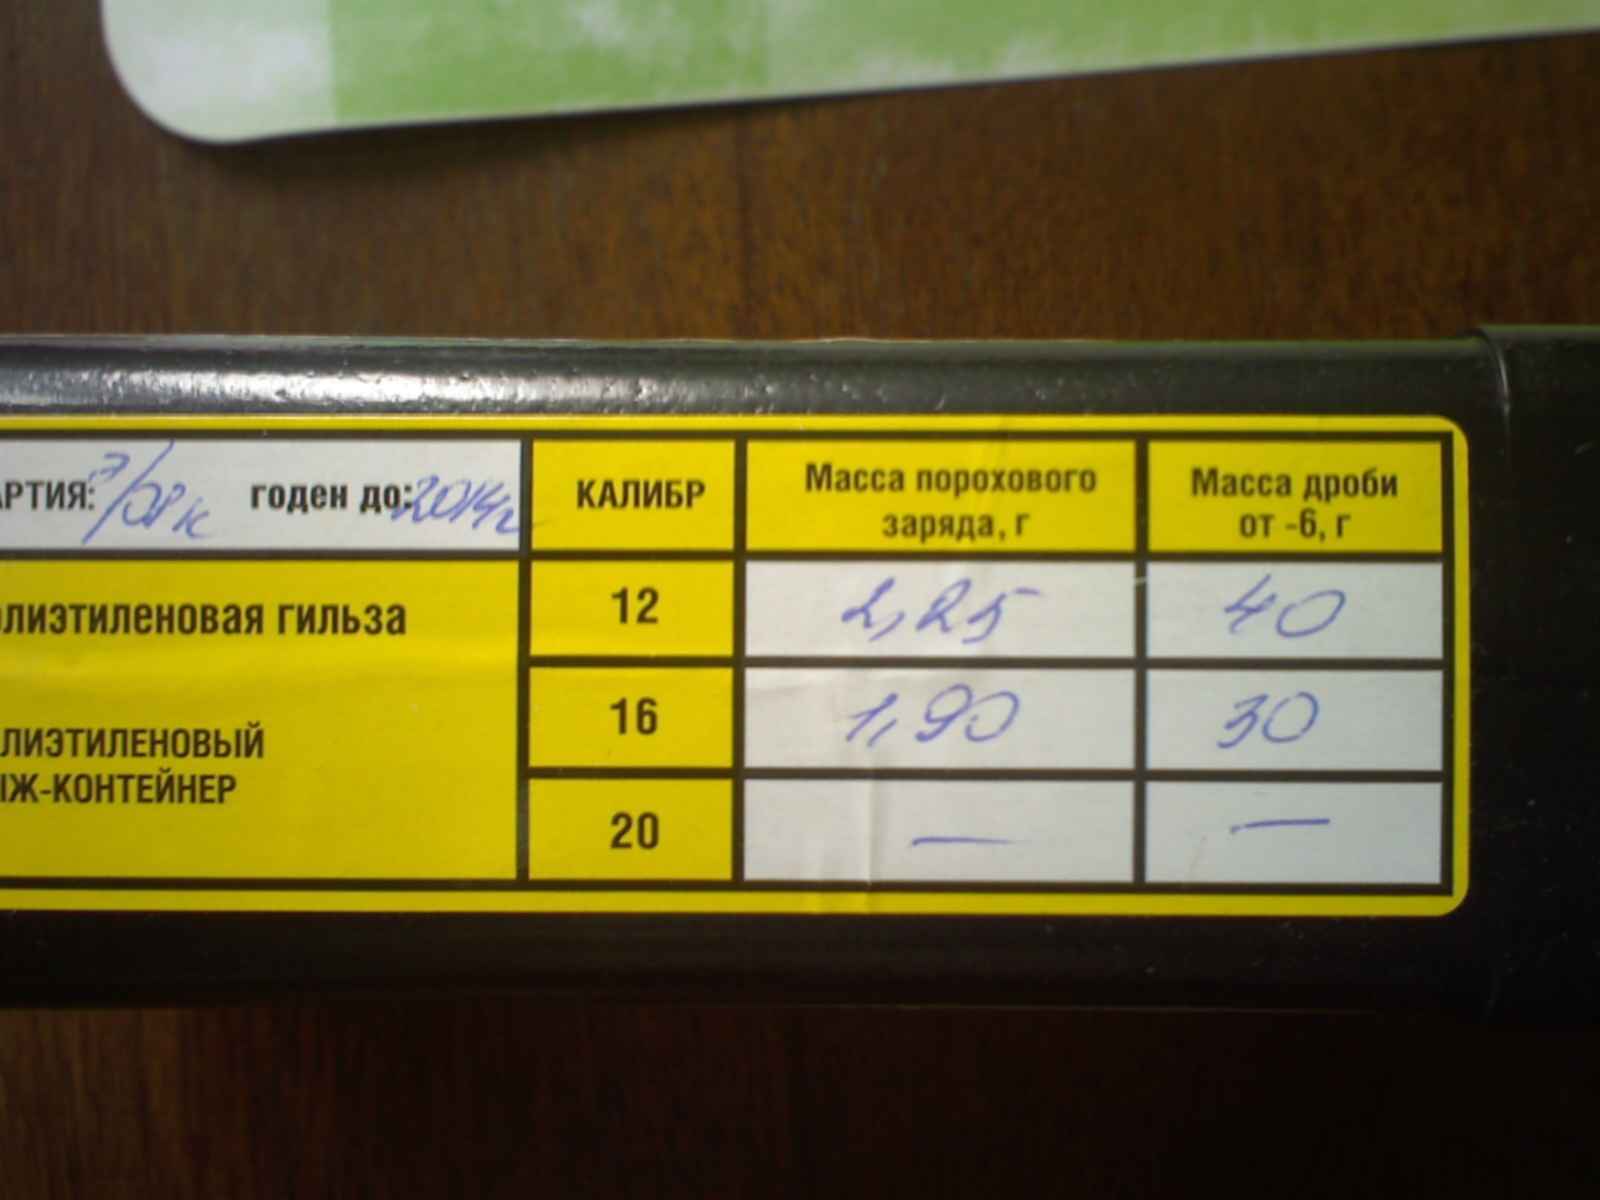 АРТИЯ: 7/08к годен до: 2014г
КАЛИБР
Масса порохового
заряда, г
Масса дроби
от -6, г
олиэтиленовая гильза
12
2,25
40
ЛИЭТИЛЕНОВЫЙ
ЫЖ-КОНТЕЙНЕР
16
1,90
30
20
—
—